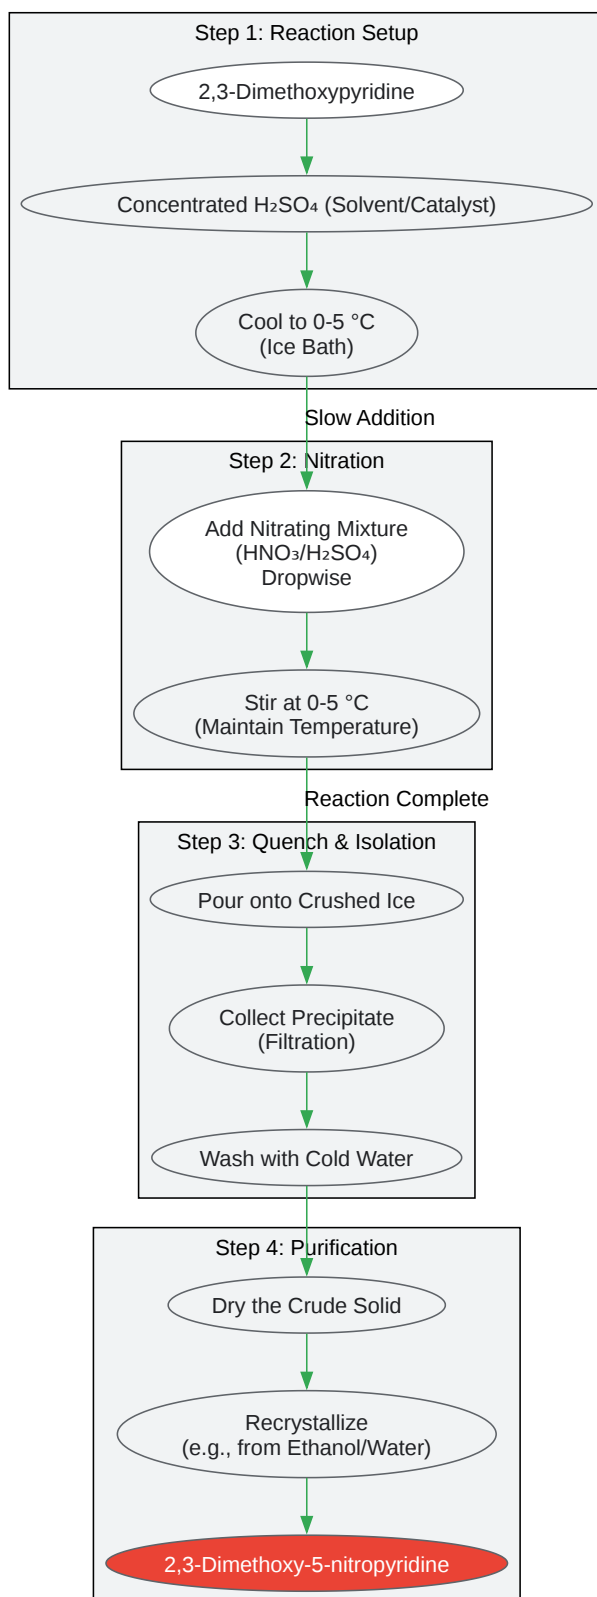 Step 1: Reaction Setup
2,3-Dimethoxypyridine
Concentrated H₂SO₄ (Solvent/Catalyst)
Cool to 0-5 °C
(Ice Bath)
Slow Addition
Step 2: Nitration
Add Nitrating Mixture
(HNO₃/H₂SO₄)
Dropwise
Stir at 0-5 °C
(Maintain Temperature)
Reaction Complete
Step 3: Quench & Isolation
Pour onto Crushed Ice
Collect Precipitate
(Filtration)
Wash with Cold Water
Step 4: Purification
Dry the Crude Solid
Recrystallize
(e.g., from Ethanol/Water)
2,3-Dimethoxy-5-nitropyridine